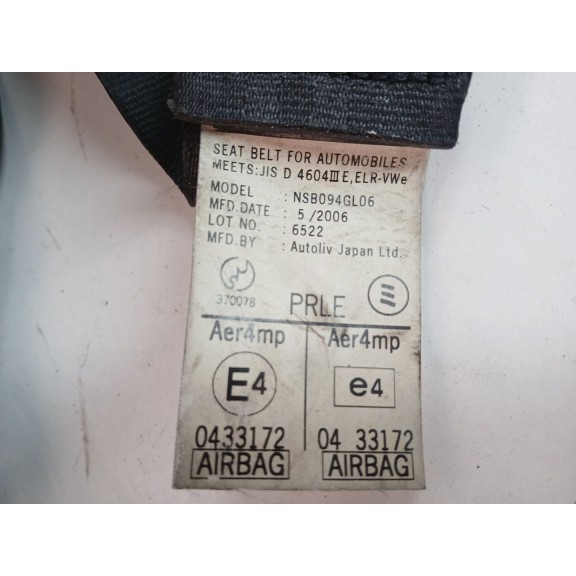 SEAT BELT FOR AUTOMOBILES
MEETS:JIS D 4604ⅢE,ELR-VWe
MODEL : NSB094GL06
MFD.DATE : 5/2006
LOT NO. : 6522
MFD.BY : Autoliv Japan Ltd.
370078
PRLE
Aer4mp Aer4mp
E4 e4
0433172 04 33172
AIRBAG AIRBAG